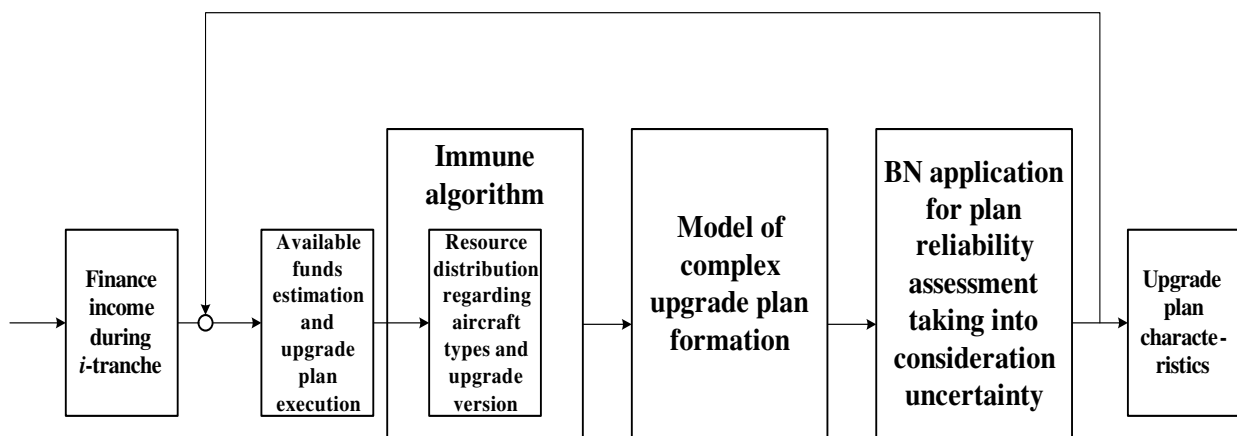 Finance
income
during
i-tranche
Available
funds
estimation
and
upgrade
plan
execution
Immune
algorithm
Resource
distribution
regarding
aircraft
types and
upgrade
version
Model of
complex
upgrade plan
formation
BN application
for plan
reliability
assessment
taking into
consideration
uncertainty
Upgrade
plan
characte-
ristics